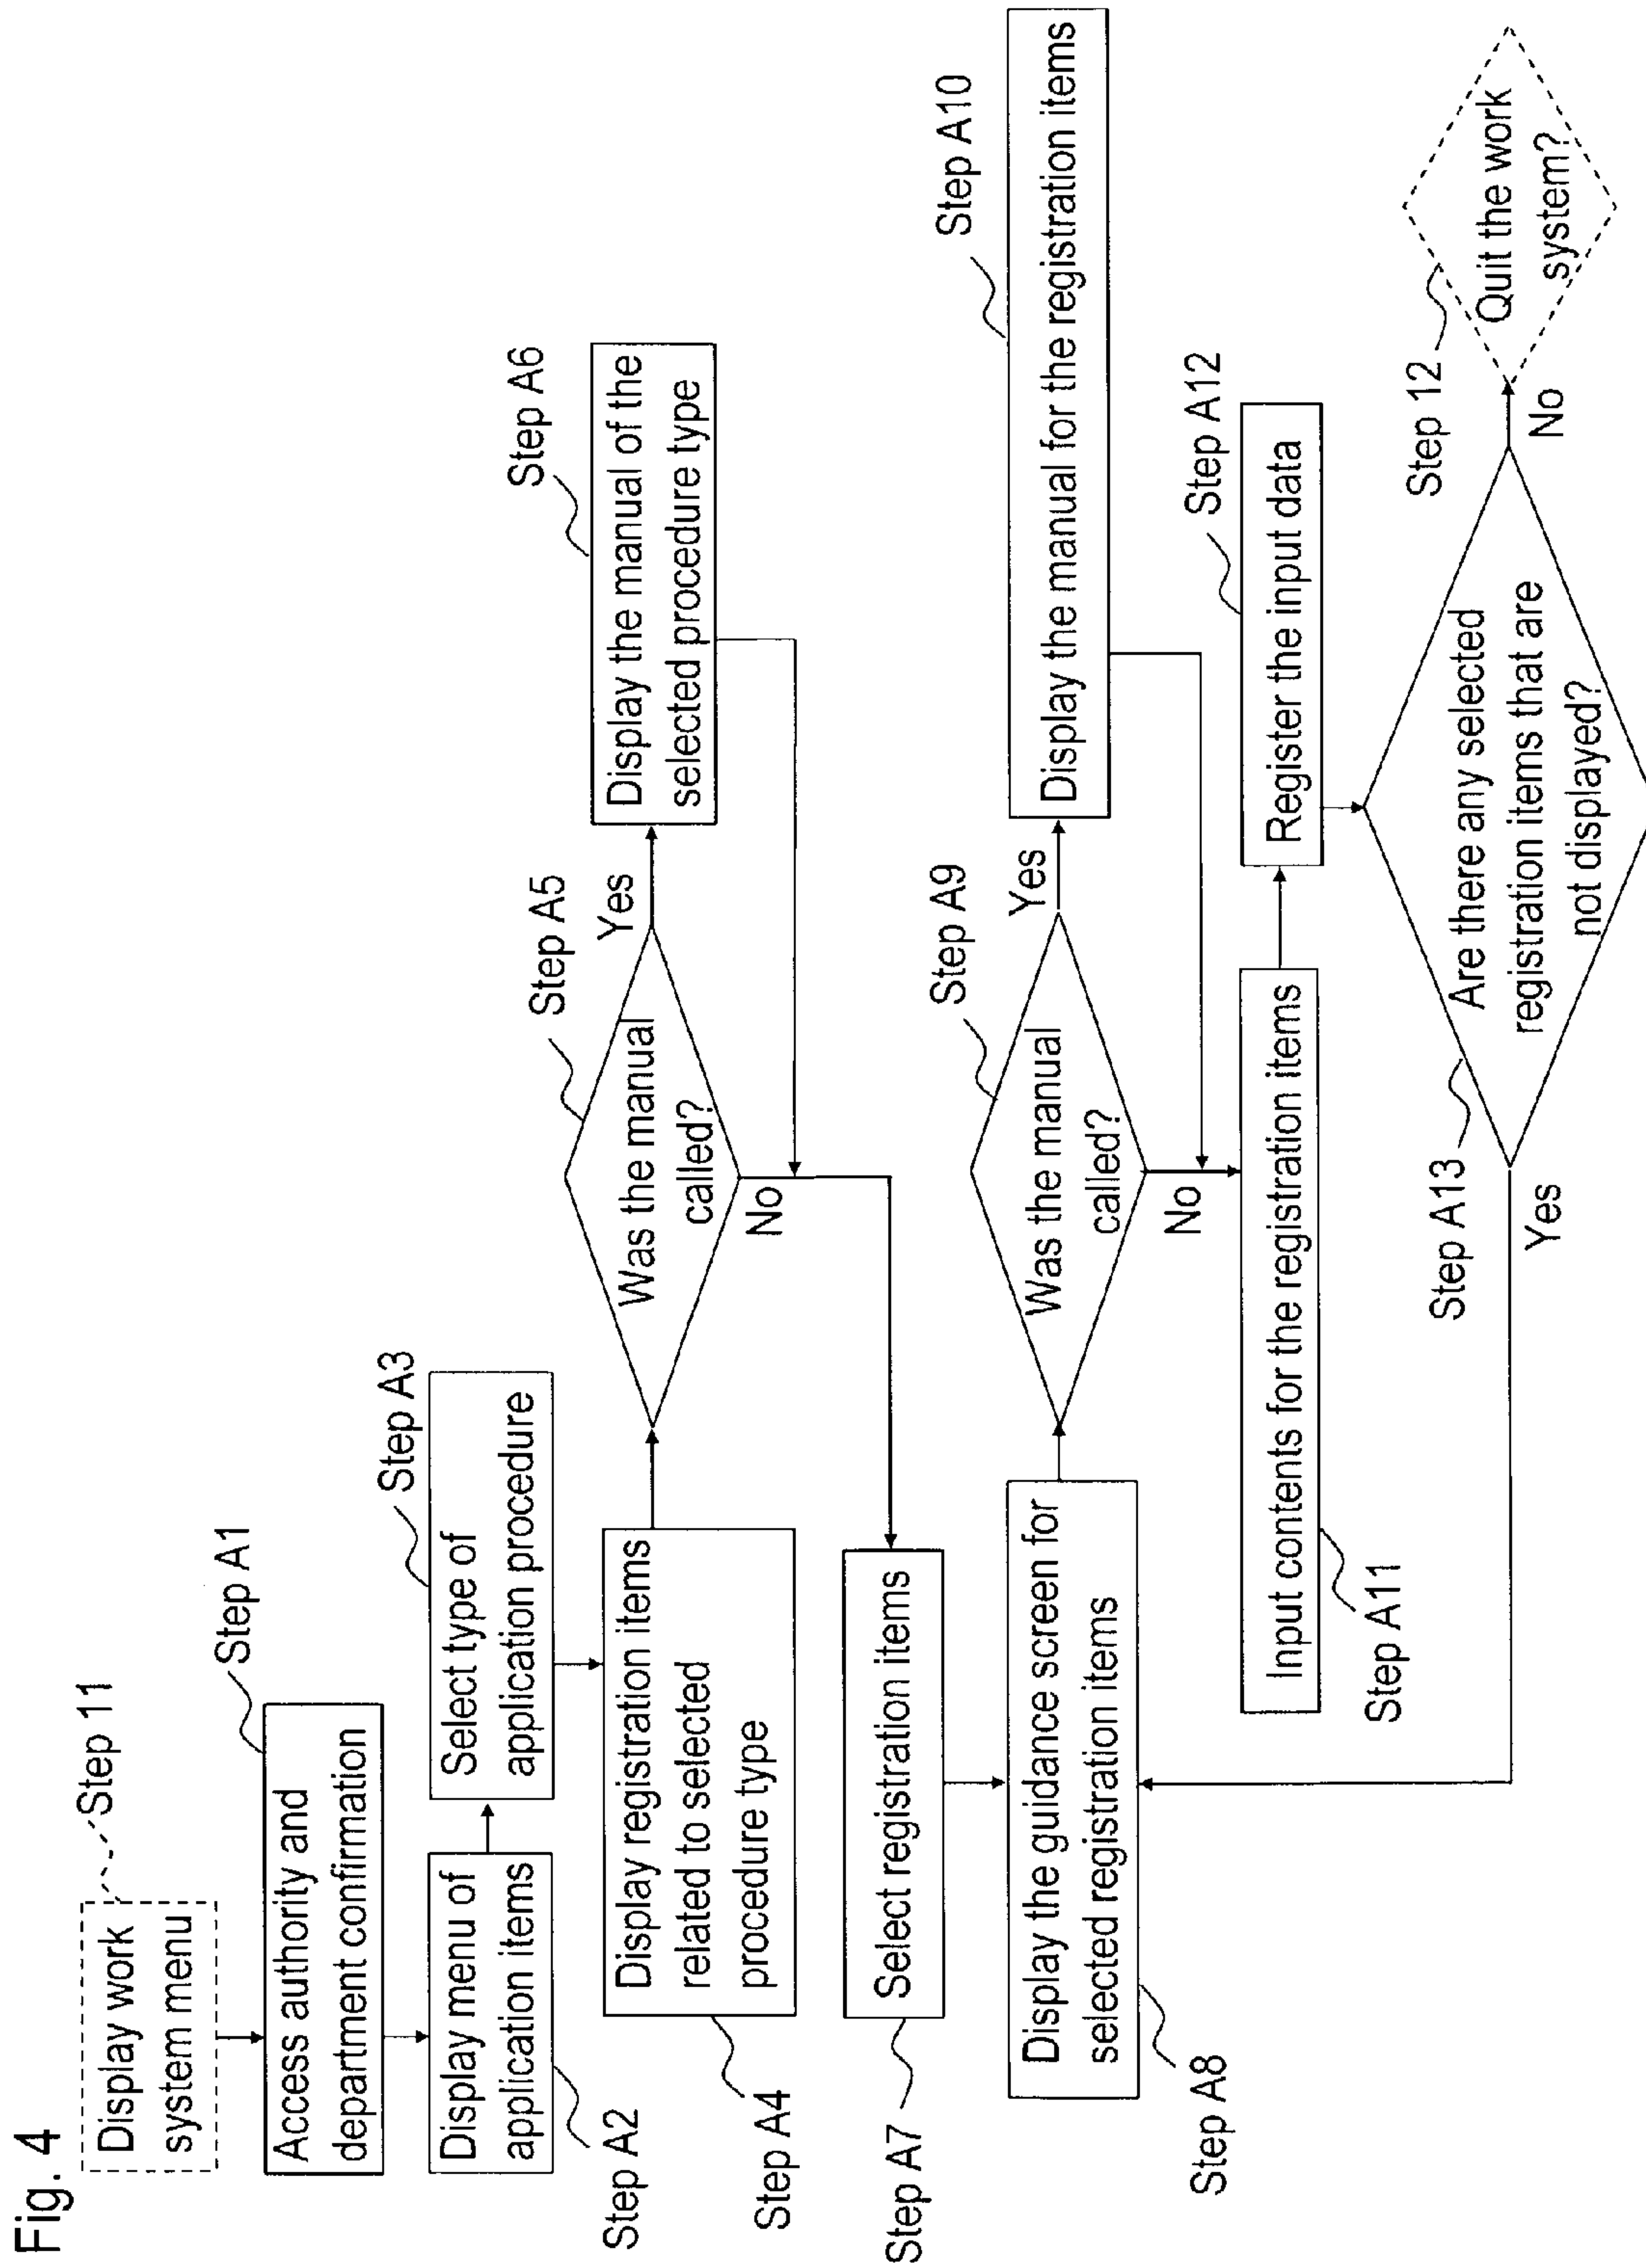 Fig. 4
Display work
system menu
Step 11
Access authority and
department confirmation
Step A1
Display menu of
application items
Step A2
Select type of
application procedure
Step A3
Display registration items
related to selected
procedure type
Step A4
Was the manual
called?
Step A5
Yes
No
Display the manual of the
selected procedure type
Step A6
Select registration items
Step A7
Display the guidance screen for
selected registration items
Step A8
Was the manual
called?
Step A9
Yes
No
Display the manual for the registration items
Step A10
Input contents for the registration items
Step A11
Register the input data
Step A12
Are there any selected
registration items that are
not displayed?
Step A13
Yes
No
Quit the work
system?
Step 12